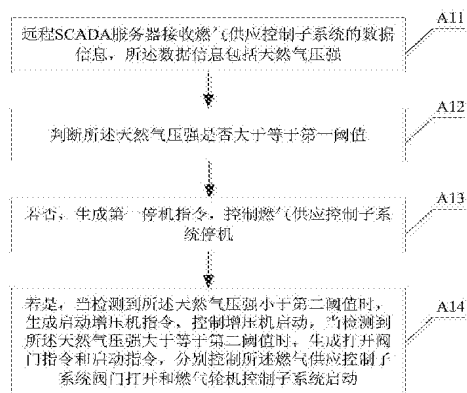 A11
远程SCADA服务器接收燃气供应控制子系统的数据
信息，所述数据信息包括天然气压强
A12
判断所述天然气压强是否大于等于第一阈值
A13
若否，生成第一停机指令，控制燃气供应控制子系
统停机
A14
若是，当检测到所述天然气压强小于第二阈值时，
生成启动增压机指令，控制增压机启动，当检测到
所述天然气压强大于等于第二阈值时，生成打开阀
门指令和启动指令，分别控制所述燃气供应控制子
系统阀门打开和燃气轮机控制子系统启动